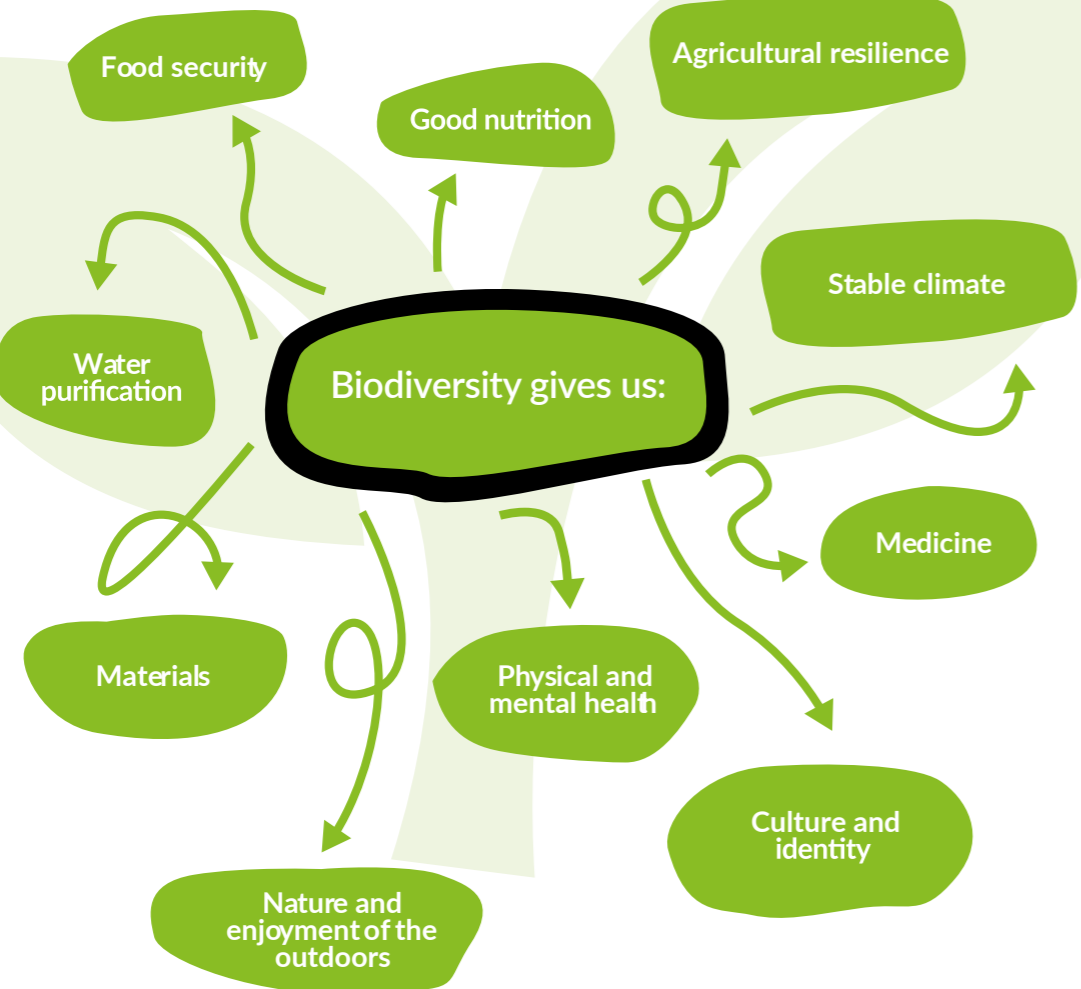 Food security
Good nutrition
Agricultural resilience
Stable climate
Water
purification
Biodiversity gives us:
Medicine
Materials
Physical and
mental health
Culture and
identity
Nature and
enjoyment of the
outdoors